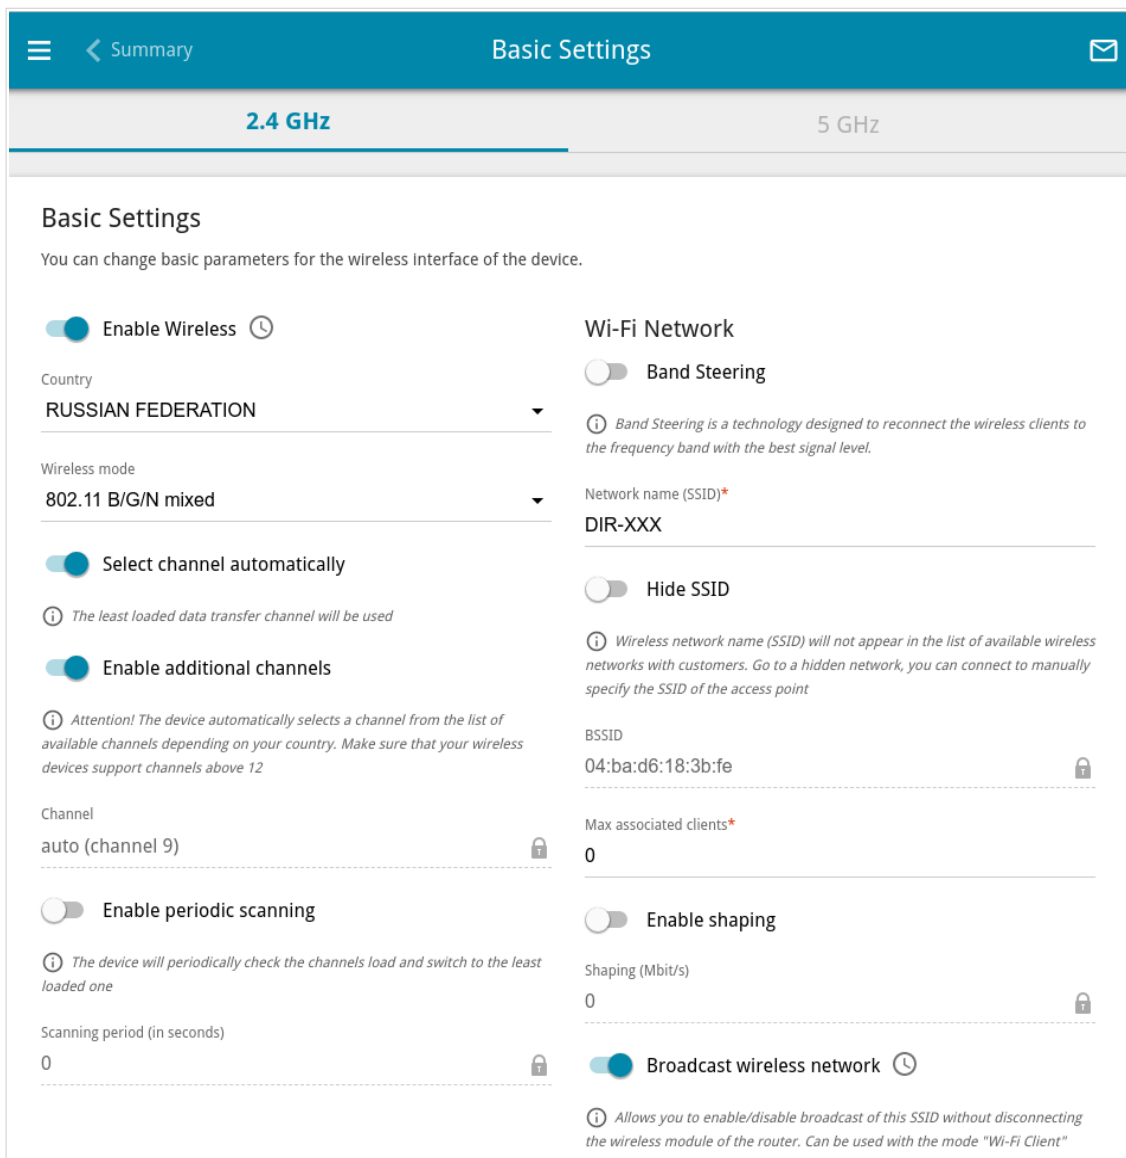 Summary
Basic Settings
2.4 GHz
5 GHz
Basic Settings
You can change basic parameters for the wireless interface of the device.
Enable Wireless
Country
RUSSIAN FEDERATION
Wireless mode
802.11 B/G/N mixed
Select channel automatically
The least loaded data transfer channel will be used
Enable additional channels
Attention! The device automatically selects a channel from the list of
available channels depending on your country. Make sure that your wireless
devices support channels above 12
Channel
auto (channel 9)
Enable periodic scanning
The device will periodically check the channels load and switch to the least
loaded one
Scanning period (in seconds)
0
Wi-Fi Network
Band Steering
Band Steering is a technology designed to reconnect the wireless clients to
the frequency band with the best signal level.
Network name (SSID)*
DIR-XXX
Hide SSID
Wireless network name (SSID) will not appear in the list of available wireless
networks with customers. Go to a hidden network, you can connect to manually
specify the SSID of the access point
BSSID
04:ba:d6:18:3b:fe
Max associated clients*
0
Enable shaping
Shaping (Mbit/s)
0
Broadcast wireless network
Allows you to enable/disable broadcast of this SSID without disconnecting
the wireless module of the router. Can be used with the mode "Wi-Fi Client"